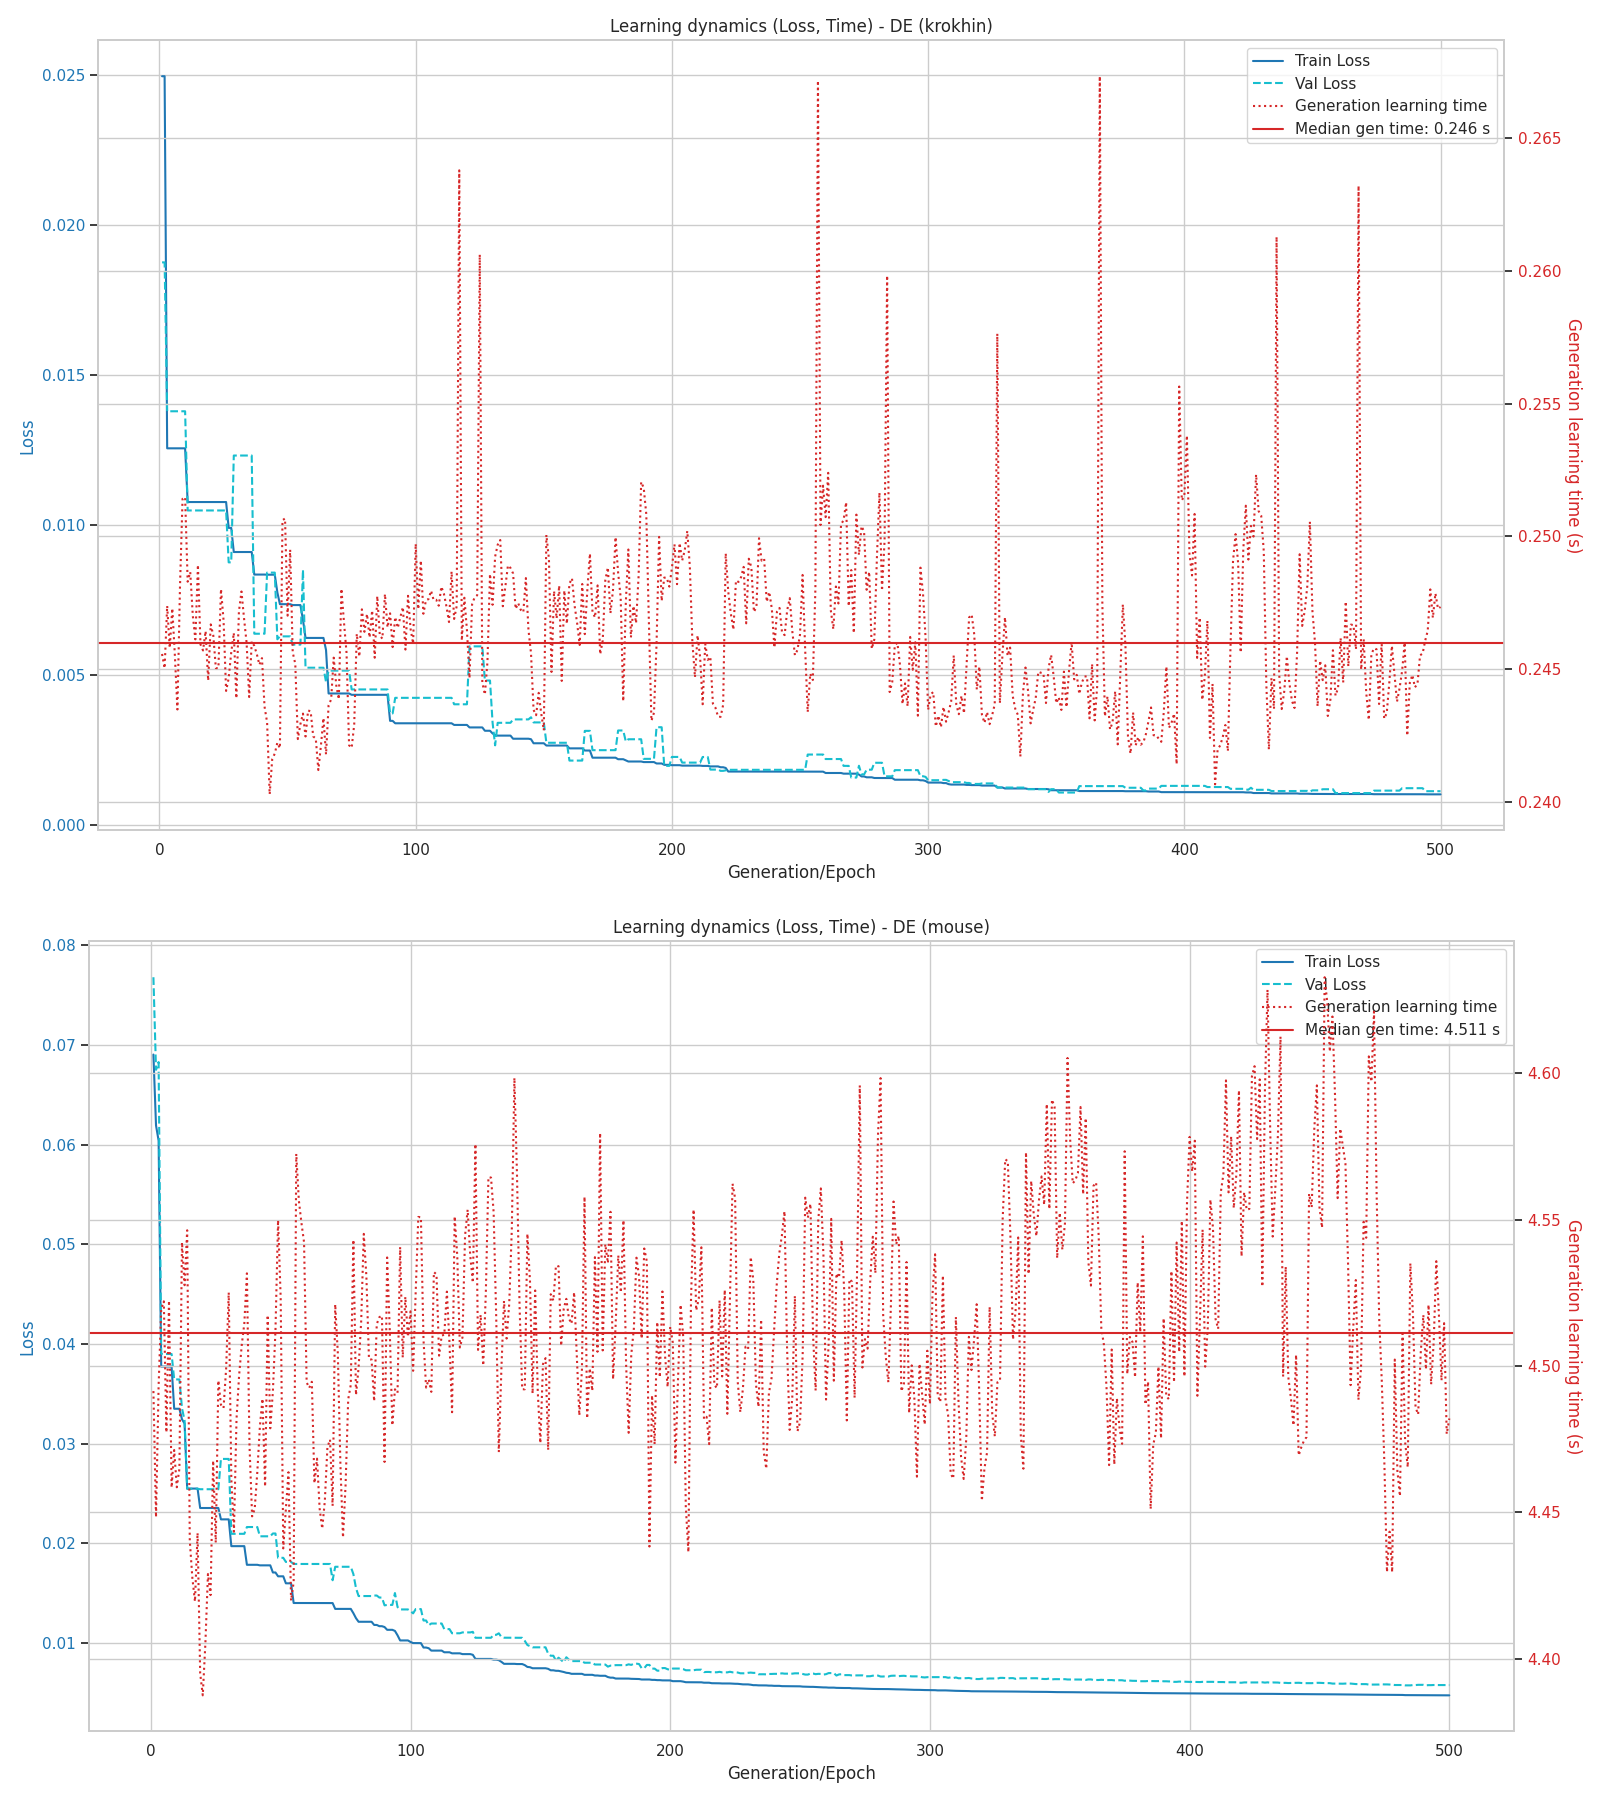 Learning dynamics (Loss, Time) - DE (krokhin)
Train Loss
Val Loss
Generation learning time
Median gen time: 0.246 s
0.025
0.020
0.015
0.010
0.005
0.000
Loss
0.265
0.260
0.255
0.250
0.245
0.240
Generation learning time (s)
0
100
200
300
400
500
Generation/Epoch
Learning dynamics (Loss, Time) - DE (mouse)
Train Loss
Val Loss
Generation learning time
Median gen time: 4.511 s
0.08
0.07
0.06
0.05
0.04
0.03
0.02
0.01
Loss
4.60
4.55
4.50
4.45
4.40
Generation learning time (s)
0
100
200
300
400
500
Generation/Epoch